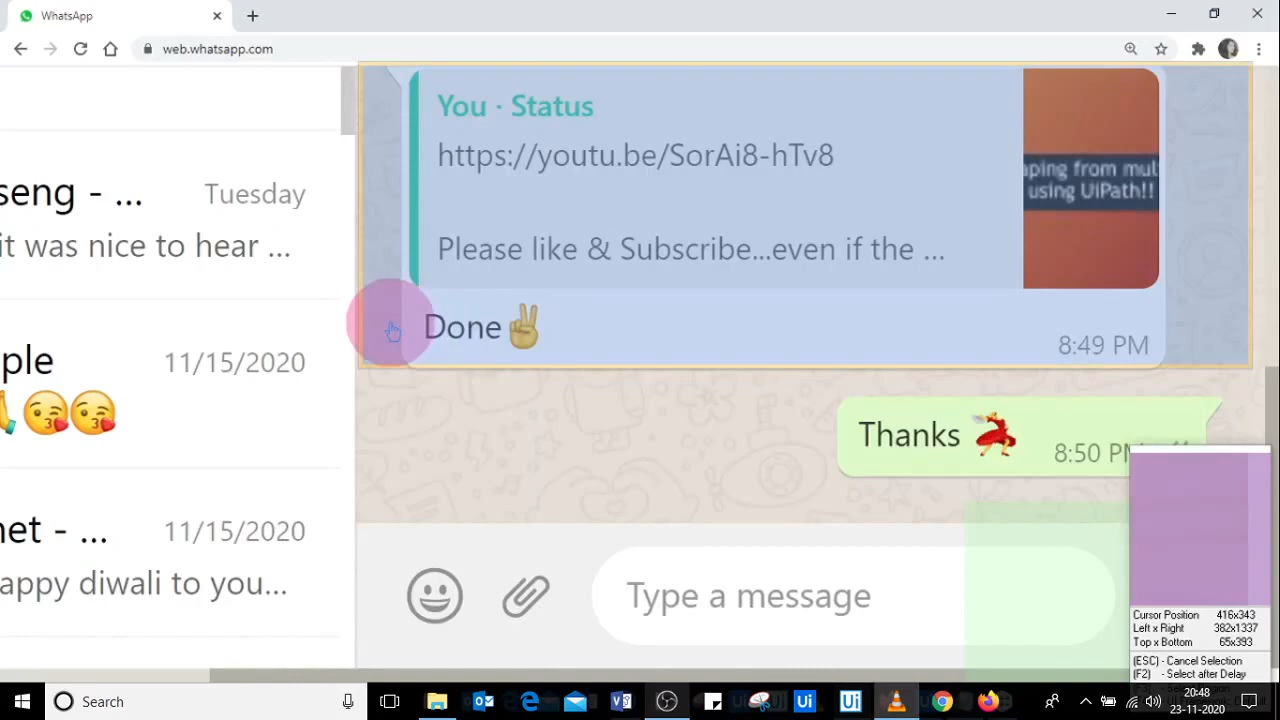 WhatsApp
web.whatsapp.com
seng - ... Tuesday
it was nice to hear ...
ple 11/15/2020
net - ... 11/15/2020
appy diwali to you...
You · Status
https://youtu.be/SorAi8-hTv8
Please like & Subscribe...even if the ...
aping from mul
using UiPath!!
Done✌
8:49 PM
Thanks 💃
8:50 PM
Type a message
Cursor Position 416x343
Left x Right 382x1337
Top x Bottom 65x393
(ESC) - Cancel Selection
(F2) - Select after Delay
Search
20:48
23-11-2020